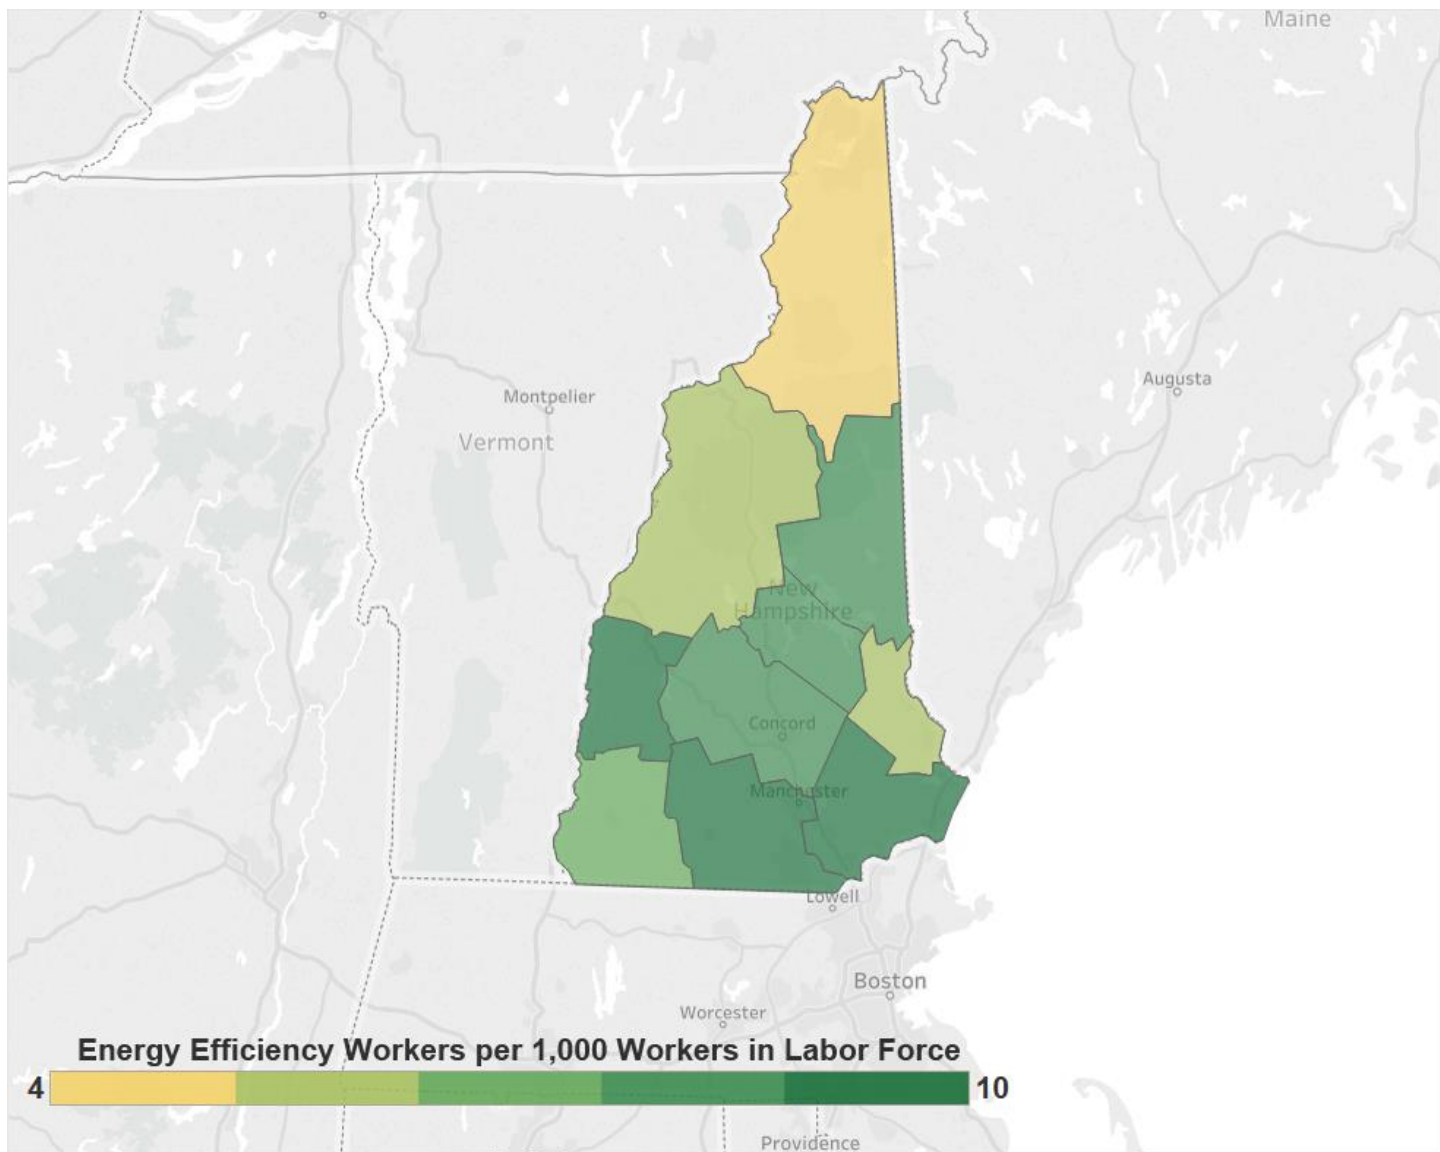 Maine
Augusta
Montpelier
Vermont
New
Hampshire
Concord
Manchester
Lowell
Boston
Worcester
Energy Efficiency Workers per 1,000 Workers in Labor Force
4 10
Providence